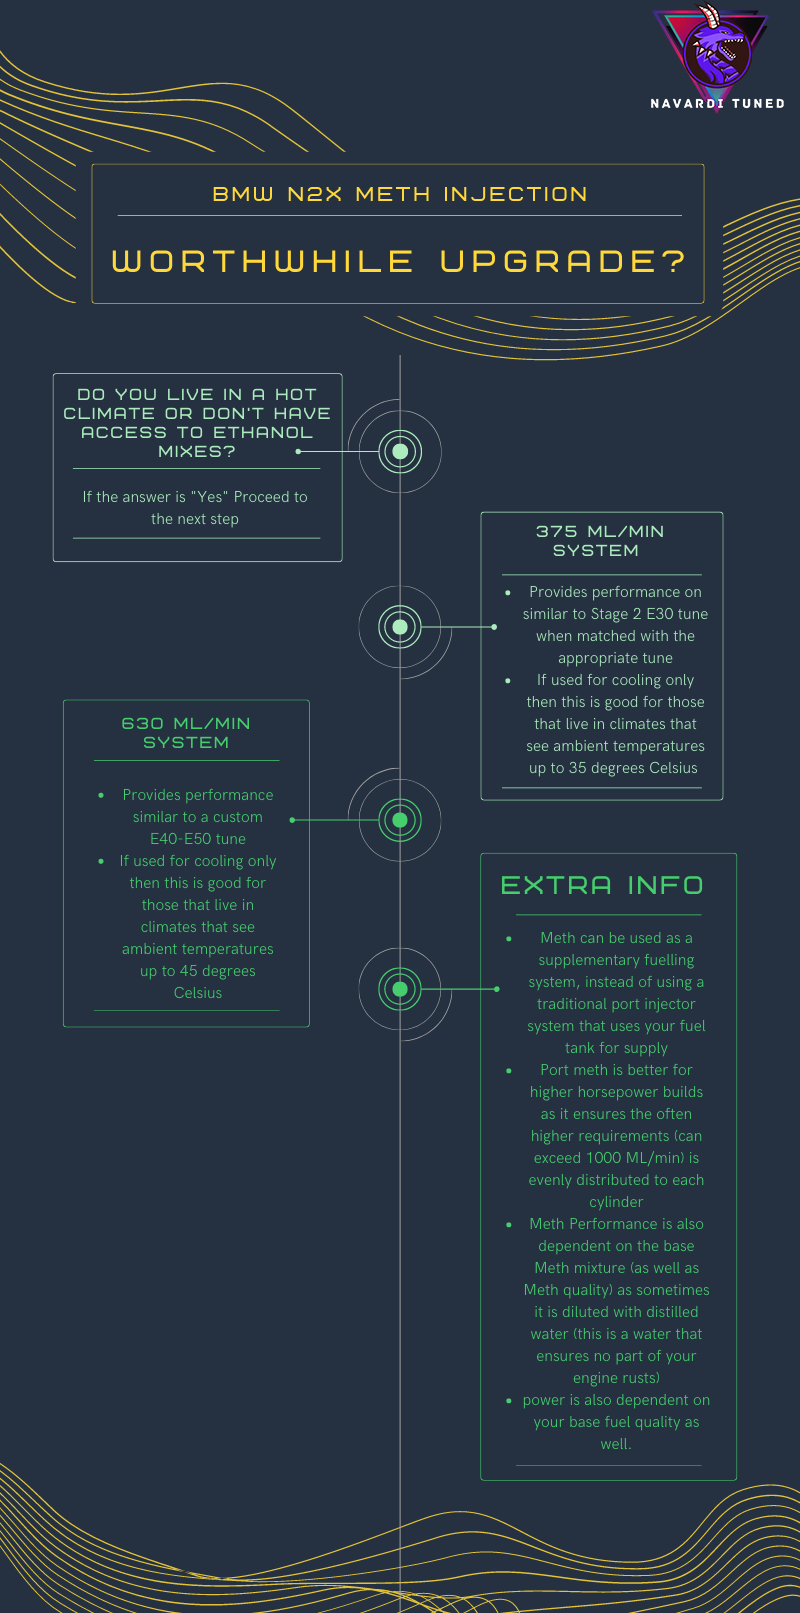 NAVARDI TUNED
BMW N2X METH INJECTION
WORTHWHILE UPGRADE?
DO YOU LIVE IN A HOT
CLIMATE OR DON'T HAVE
ACCESS TO ETHANOL
MIXES?
If the answer is "Yes" Proceed to
the next step
375 ML/MIN
SYSTEM
• Provides performance on
similar to Stage 2 E30 tune
when matched with the
appropriate tune
• If used for cooling only
then this is good for those
that live in climates that
see ambient temperatures
up to 35 degrees Celsius
630 ML/MIN
SYSTEM
• Provides performance
similar to a custom
E40-E50 tune
• If used for cooling only
then this is good for
those that live in
climates that see
ambient temperatures
up to 45 degrees
Celsius
EXTRA INFO
• Meth can be used as a
supplementary fuelling
system, instead of using a
traditional port injector
system that uses your fuel
tank for supply
• Port meth is better for
higher horsepower builds
as it ensures the often
higher requirements (can
exceed 1000 ML/min) is
evenly distributed to each
cylinder
• Meth Performance is also
dependent on the base
Meth mixture (as well as
Meth quality) as sometimes
it is diluted with distilled
water (this is a water that
ensures no part of your
engine rusts)
• power is also dependent on
your base fuel quality as
well.